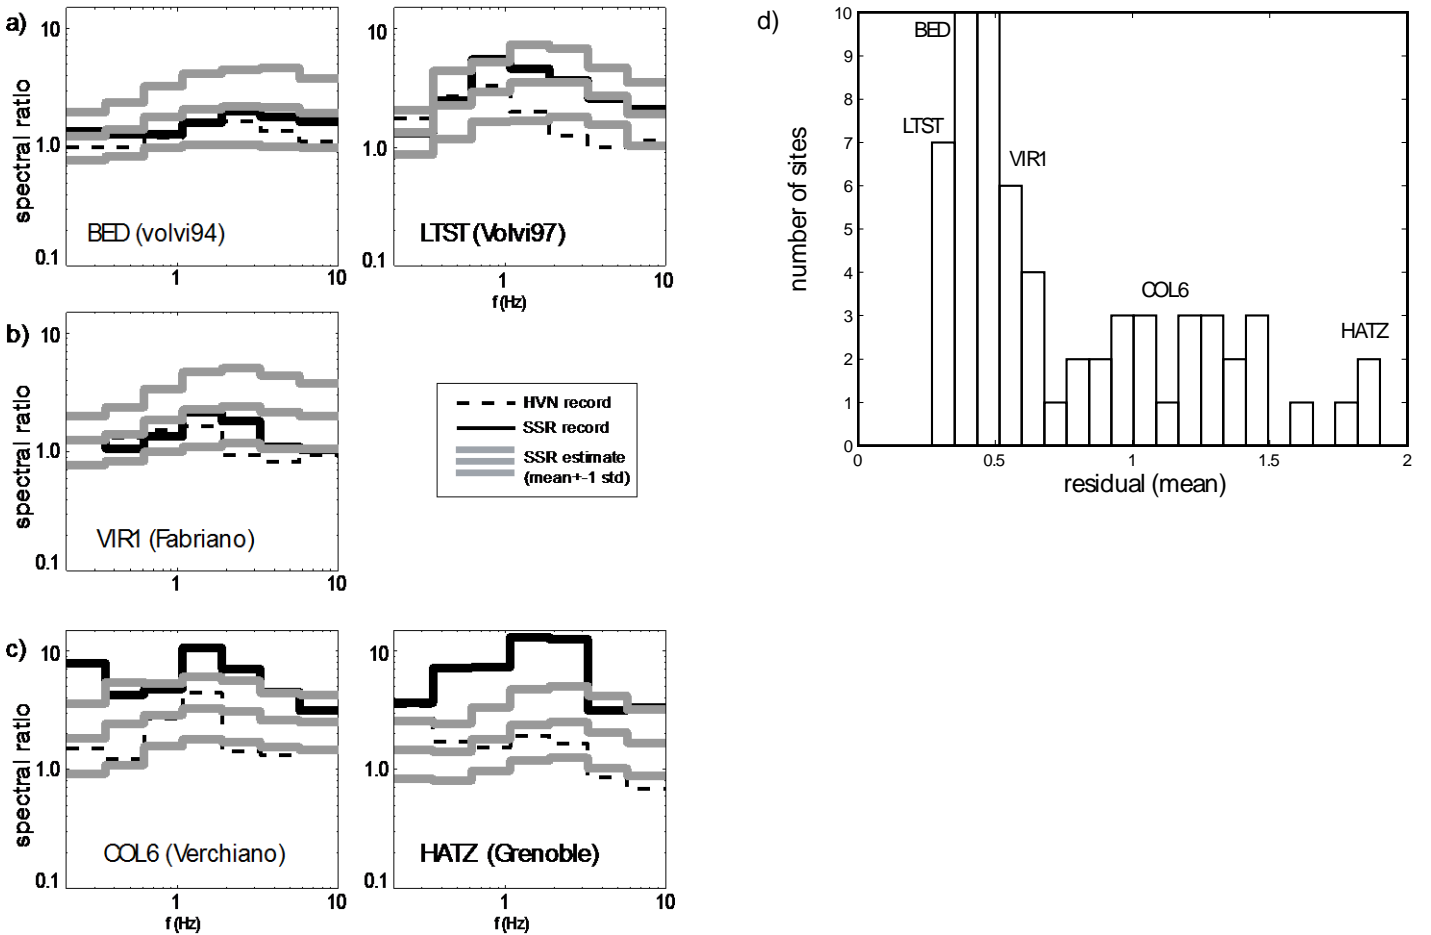 a)
10
1.0
0.1
spectral ratio
BED (volvi94)
1
10
10
1.0
0.1
LTST (Volvi97)
1
10
f (Hz)
b)
10
1.0
0.1
spectral ratio
VIR1 (Fabriano)
1
10
HVN record
SSR record
SSR estimate
(mean+-1 std)
c)
10
1.0
0.1
spectral ratio
COL6 (Verchiano)
1
10
f (Hz)
10
1.0
0.1
HATZ (Grenoble)
1
10
f (Hz)
d)
10
9
8
7
6
5
4
3
2
1
0
number of sites
BED
LTST
VIR1
COL6
HATZ
0
0.5
1
1.5
2
residual (mean)